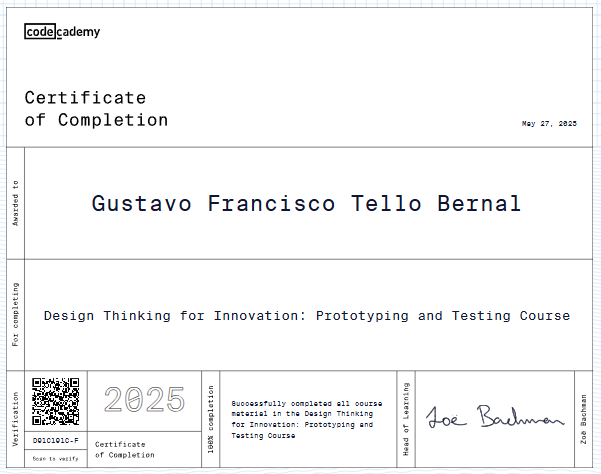 codecademy
Certificate
of Completion
May 27, 2025
Awarded to
Gustavo Francisco Tello Bernal
For completing
Design Thinking for Innovation: Prototyping and Testing Course
Verification
D91C191C-F
Scan to verify
2025
Certificate
of Completion
100% completion
Successfully completed all course
material in the Design Thinking
for Innovation: Prototyping and
Testing Course
Head of Learning
Zoë Bachman
Zoë Bachman